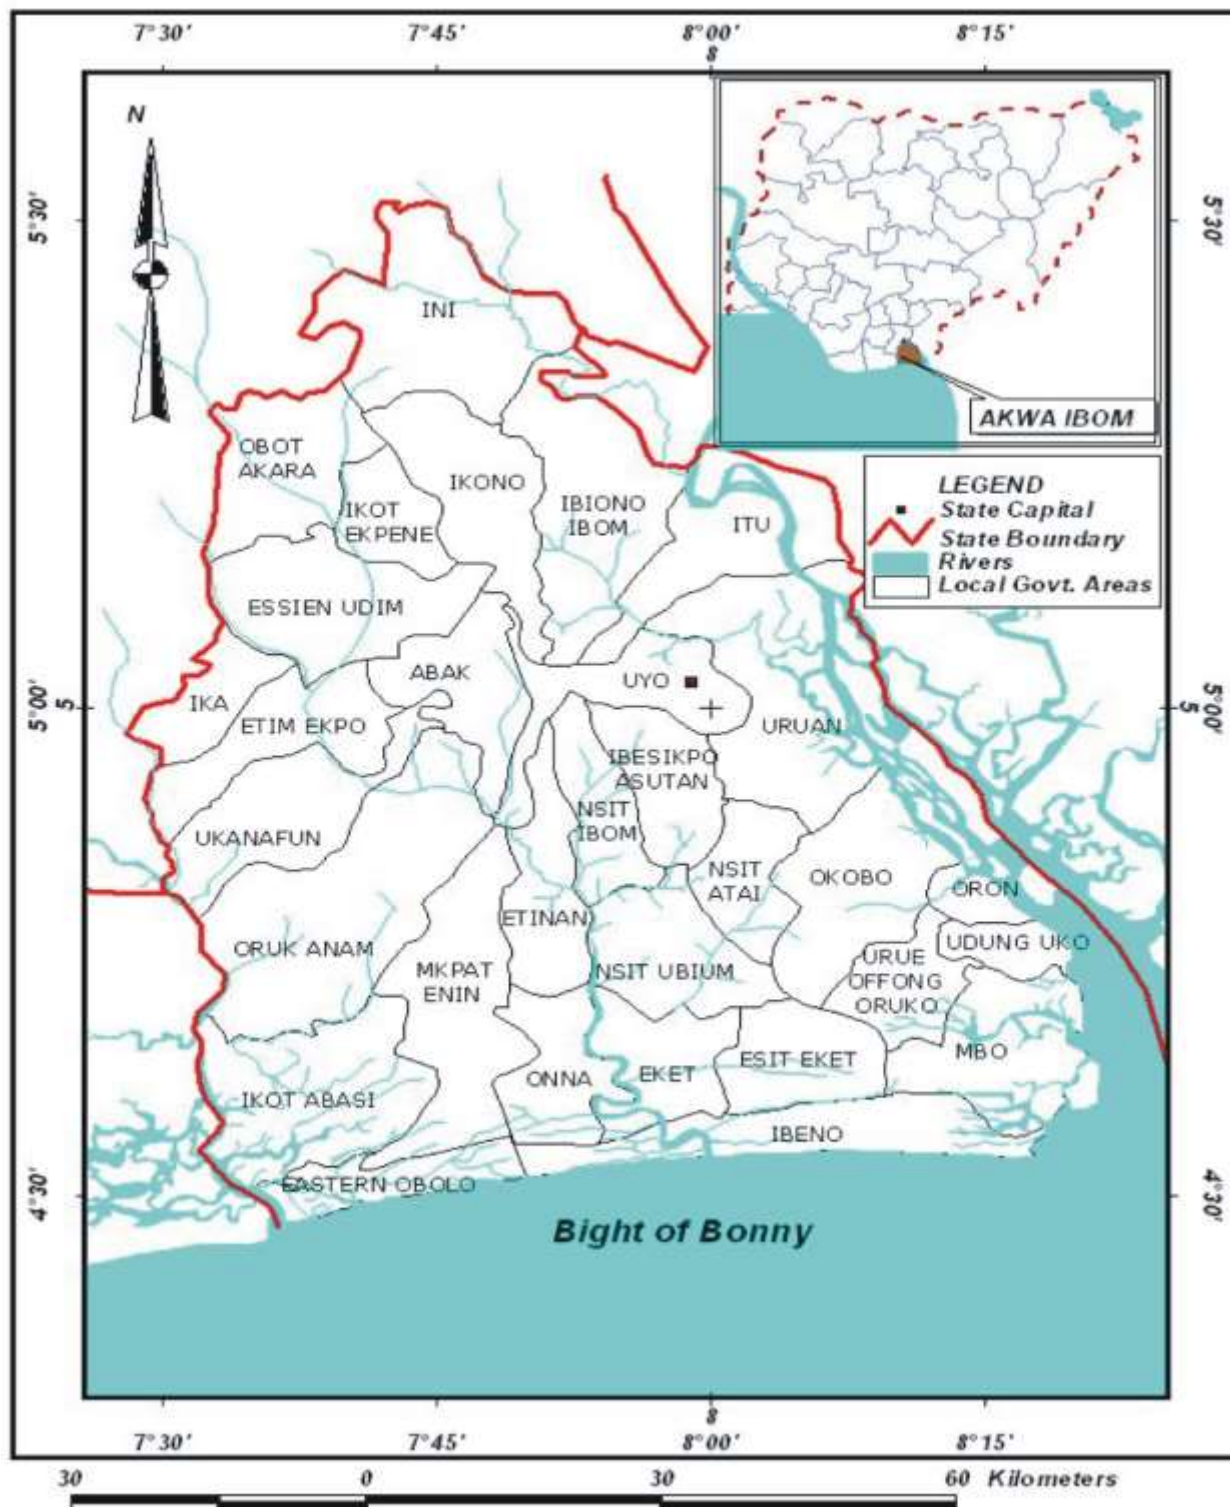 7°30'
7°45'
8°00'
8°15'
8
N
5°30'
5°30'
AKWA IBOM
LEGEND
State Capital
State Boundary
Rivers
Local Govt. Areas
INI
OBOT
AKARA
IKOT
EKPENE
IKONO
IBIONO
IBOM
ITU
ESSIEN UDIM
ABAK
UYO
IKA
ETIM EKPO
URUAN
5°00'
5
5
5°00'
IBESIKPO
ASUTAN
NSIT
IBOM
UKANAFUN
NSIT
ATAI
OKOBO
ORON
ETINAN
ORUK ANAM
UDUNG UKO
MKPAT
ENIN
NSIT UBIUM
URUE
OFFONG
ORUKO
MBO
ESIT EKET
EKET
ONNA
IKOT ABASI
IBENO
EASTERN OBOLO
4°30'
4°30'
Bight of Bonny
8
7°30'
7°45'
8°00'
8°15'
30
0
30
60 Kilometers